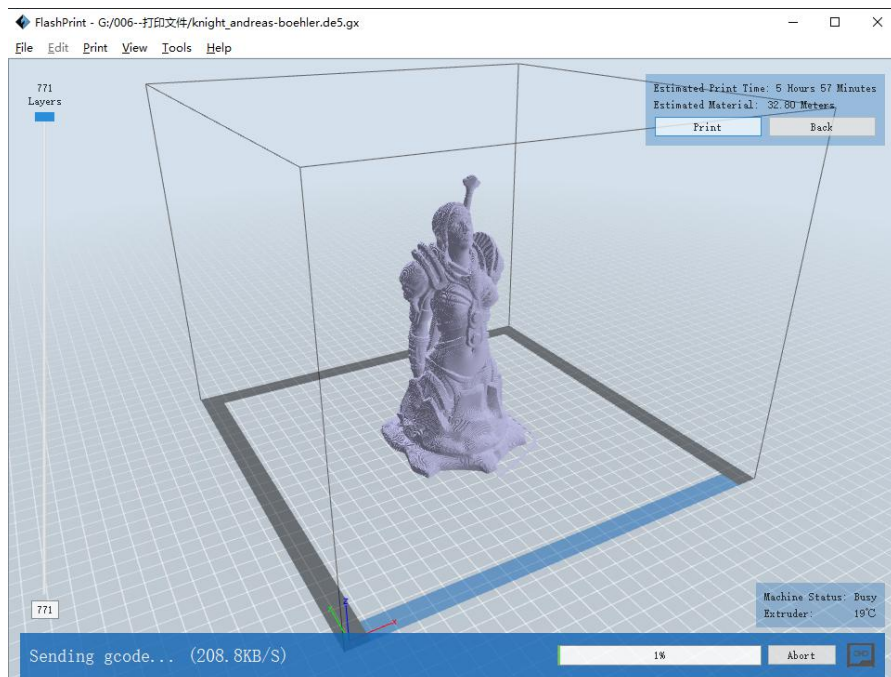 FlashPrint - G:/006--打印文件/knight_andreas-boehler.de5.gx
File Edit Print View Tools Help
771
Layers
Estimated Print Time: 5 Hours 57 Minutes
Estimated Material: 32.80 Meters
Print Back
771
z
x
Machine Status: Busy
Extruder: 19℃
Sending gcode... (208.8KB/S)
1%
Abort